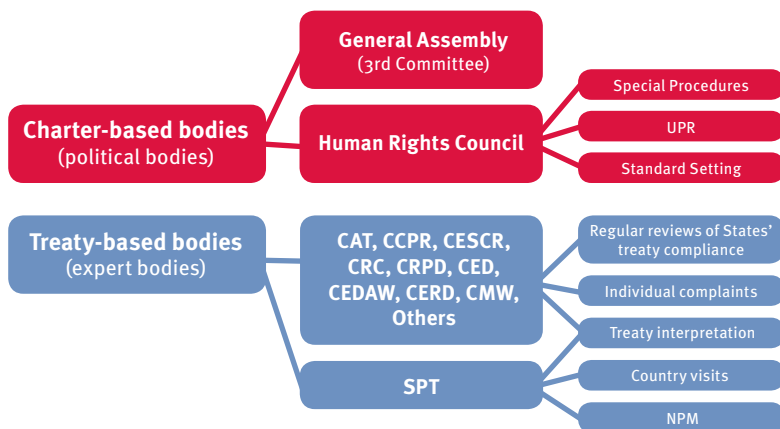 General Assembly
(3rd Committee)
Special Procedures
Charter-based bodies
(political bodies)
Human Rights Council
UPR
Standard Setting
Treaty-based bodies
(expert bodies)
CAT, CCPR, CESCR,
CRC, CRPD, CED,
CEDAW, CERD, CMW,
Others
Regular reviews of States’
treaty compliance
Individual complaints
Treaty interpretation
SPT
Country visits
NPM